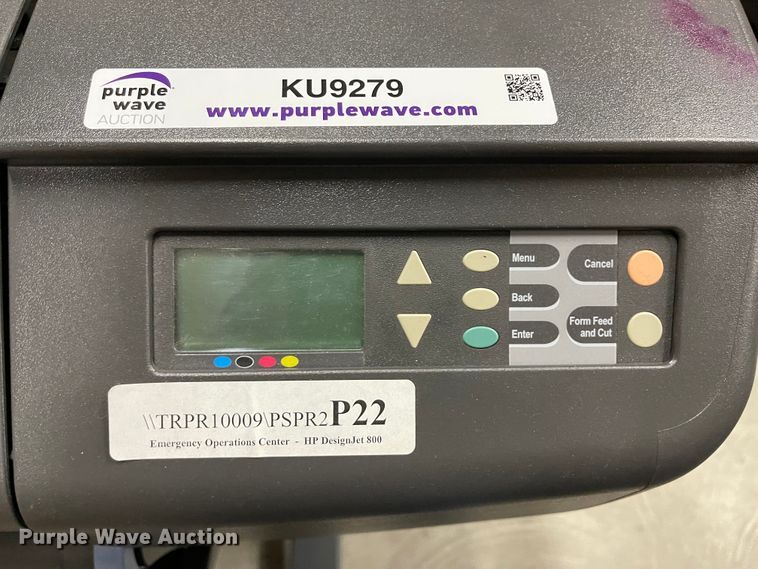 purple
wave
AUCTION
KU9279
www.purplewave.com
Menu
Cancel
Back
Enter
Form Feed
and Cut
\\TRPR10009\PSPR2P22
Emergency Operations Center - HP DesignJet 800
Purple Wave Auction